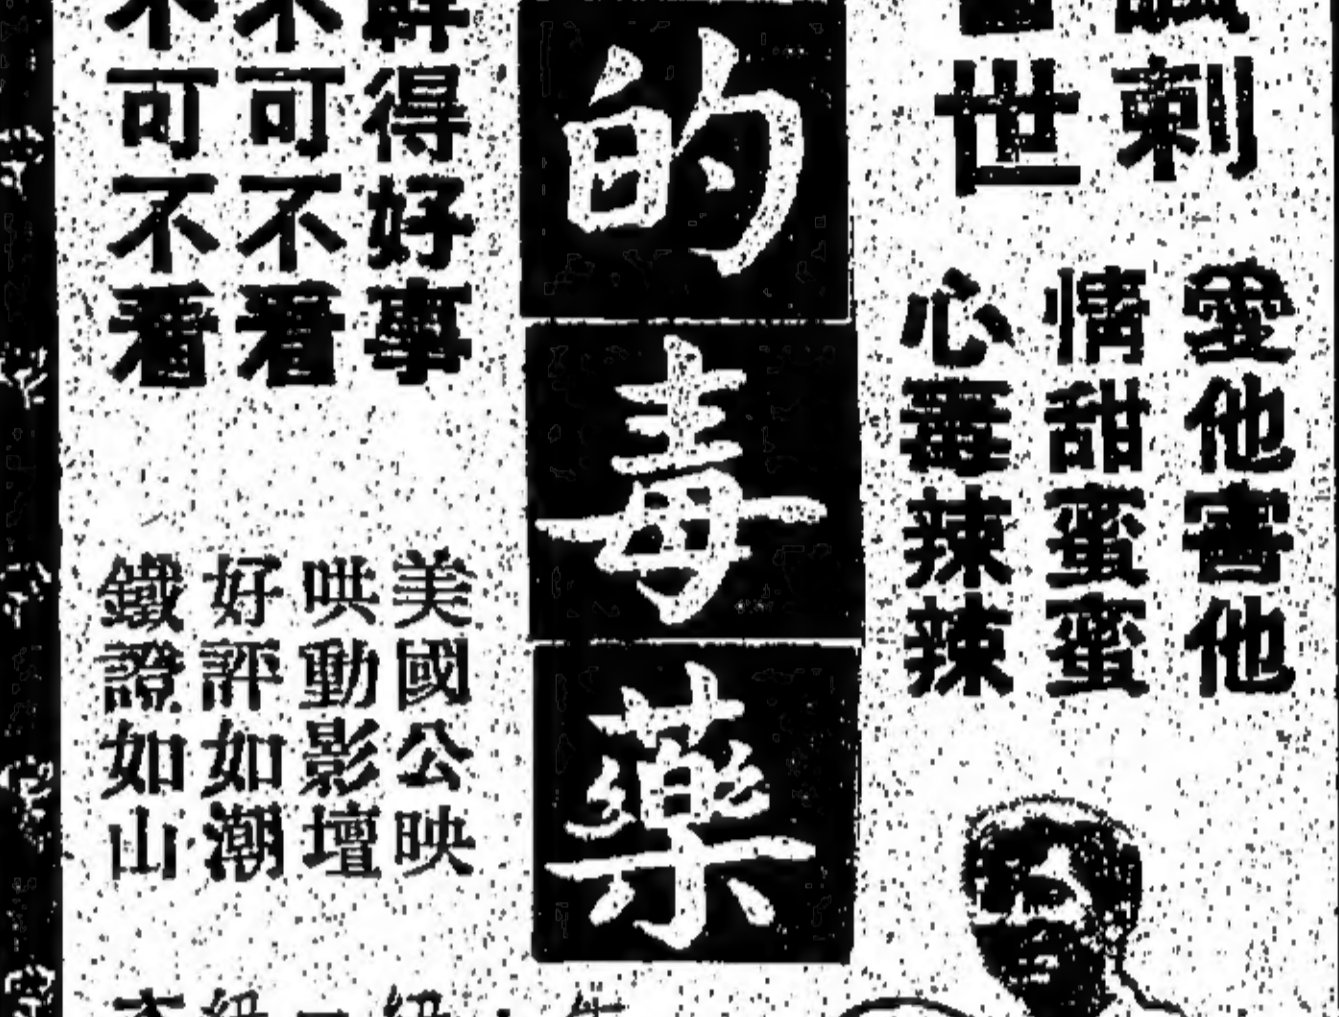 刺
世
愛他害他
情甜蜜蜜
心毒辣辣
的毒藥
得好事
不可不看
不可不看
美國公映
哄動影壇
好評如潮
鐵證如山